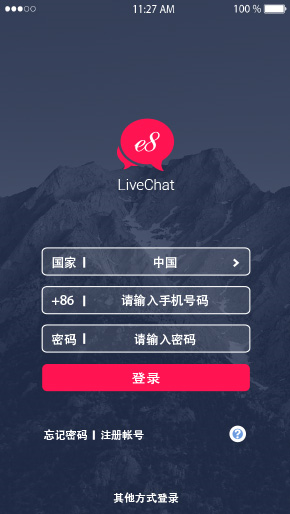 11:27 AM 100 %
e8
LiveChat
国家 | 中国
+86 | 请输入手机号码
密码 | 请输入密码
登录
忘记密码 | 注册帐号 ?
其他方式登录